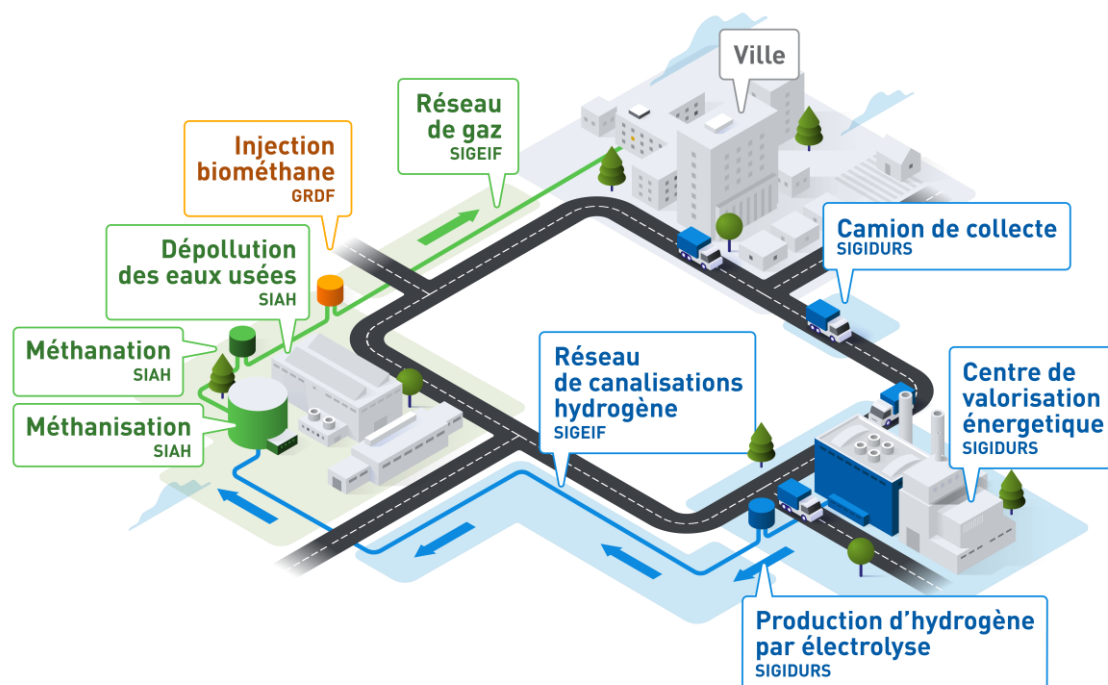 Ville
Réseau
de gaz
SIGEIF
Injection
biométhane
GRDF
Camion de collecte
SIGIDURS
Dépollution
des eaux usées
SIAH
Méthanation
SIAH
Réseau
de canalisations
hydrogène
SIGEIF
Centre de
valorisation
énergetique
SIGIDURS
Méthanisation
SIAH
Production d'hydrogène
par électrolyse
SIGIDURS